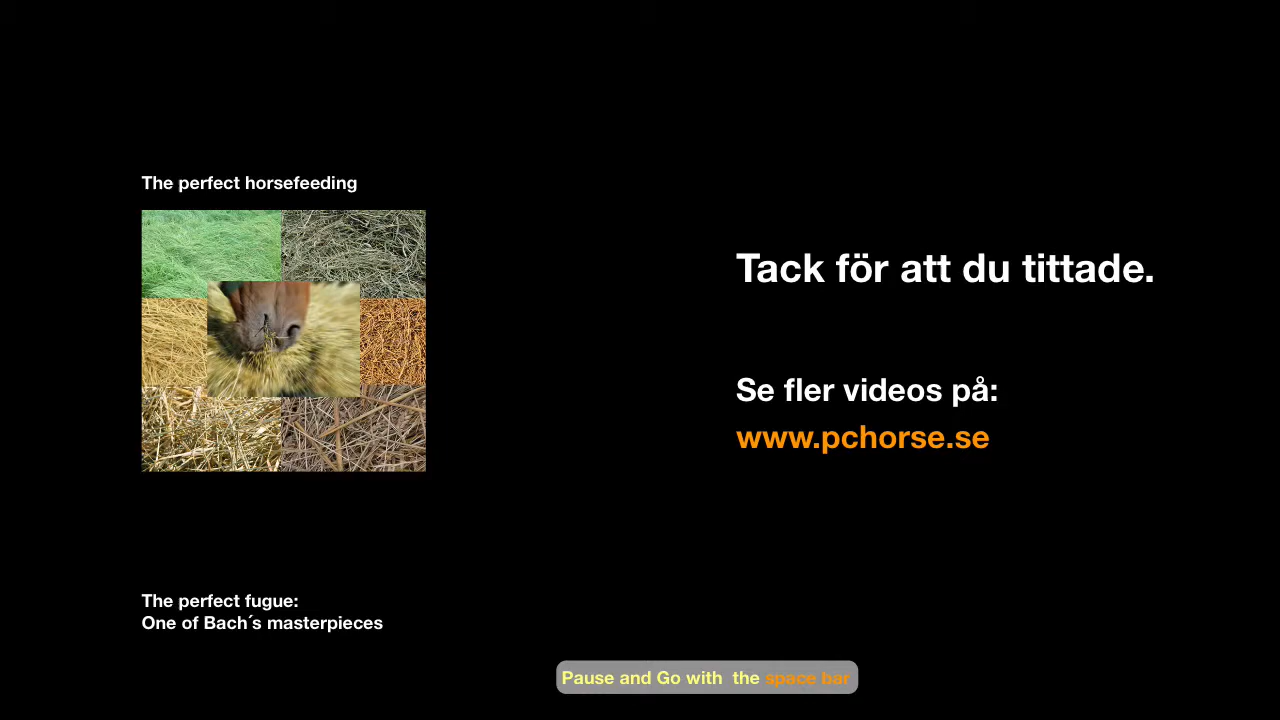 The perfect horsefeeding
Tack för att du tittade.
Se fler videos på:
www.pchorse.se
The perfect fugue:
One of Bach´s masterpieces
Pause and Go with  the space bar